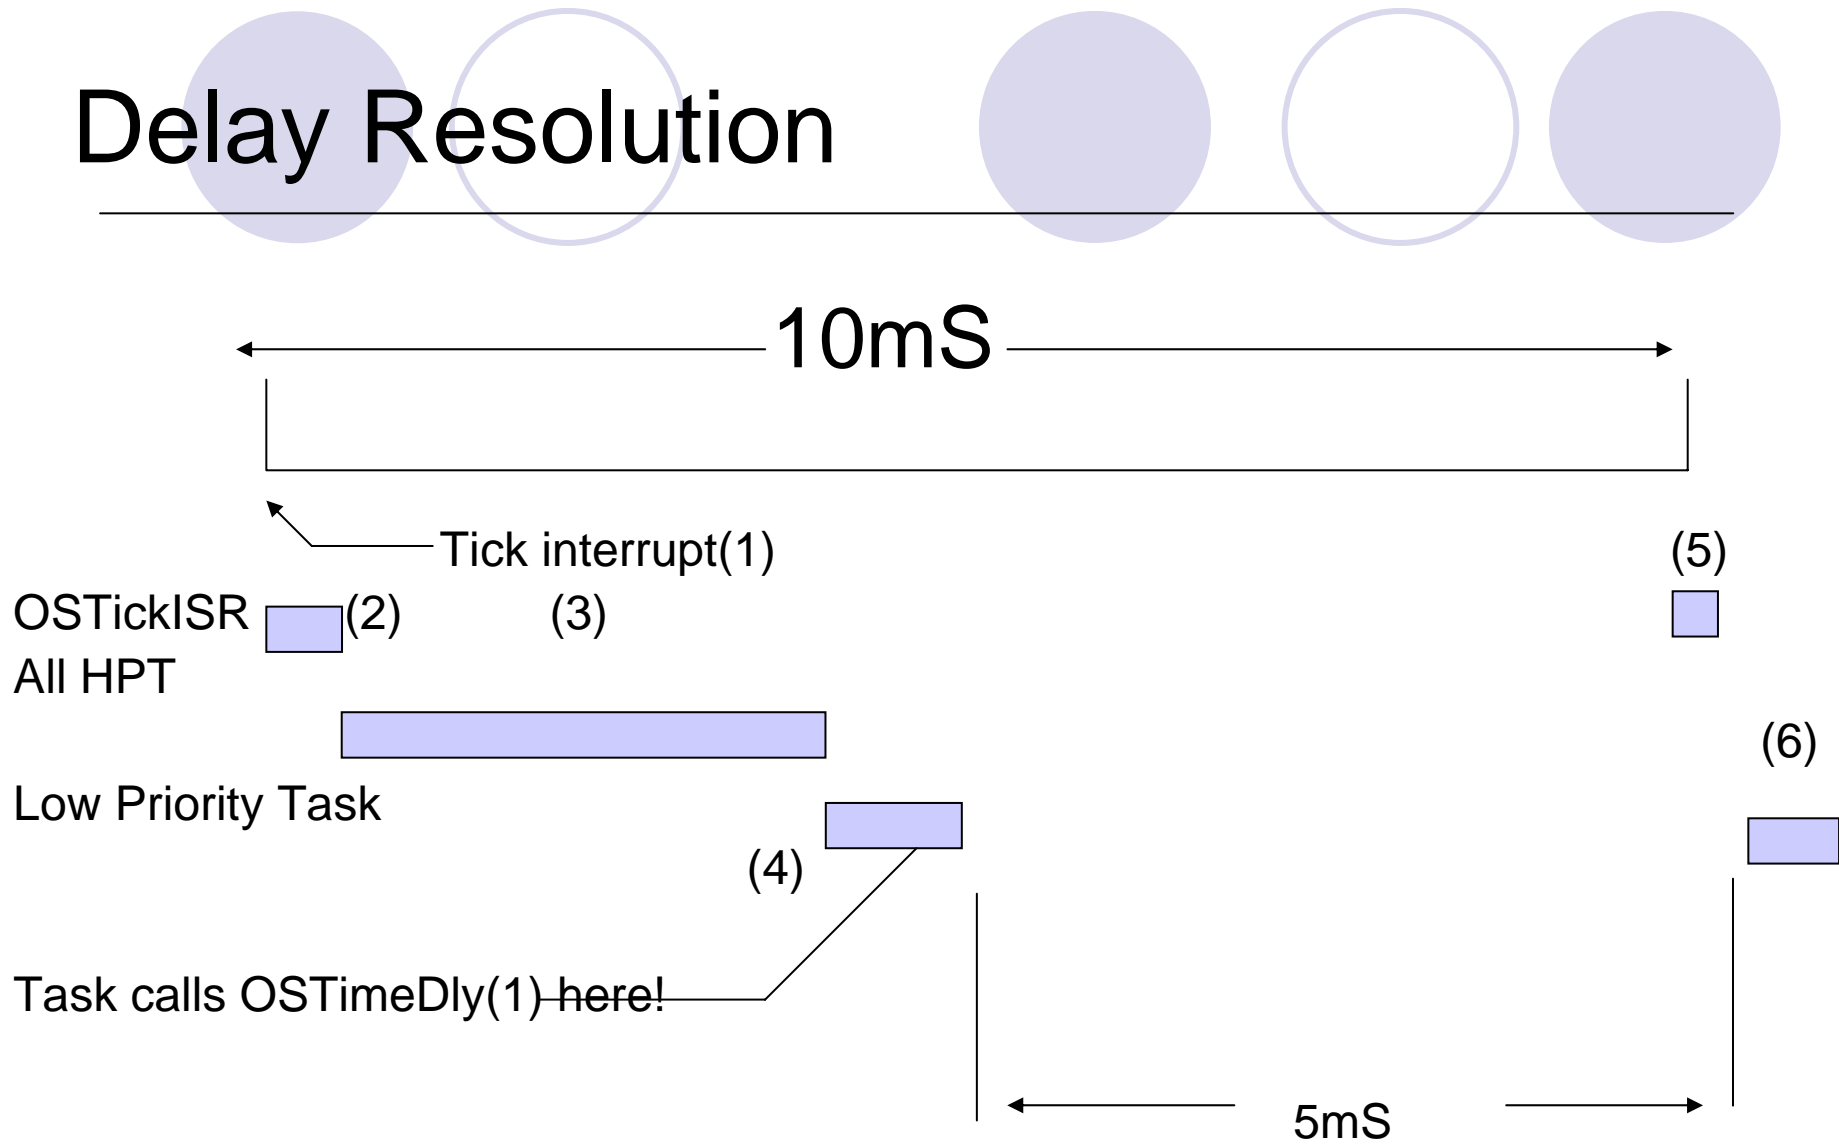 Delay Resolution
10mS
Tick interrupt(1)
(5)
OSTickISR
(2)
(3)
All HPT
(6)
Low Priority Task
(4)
Task calls OSTimeDly(1) here!
5mS